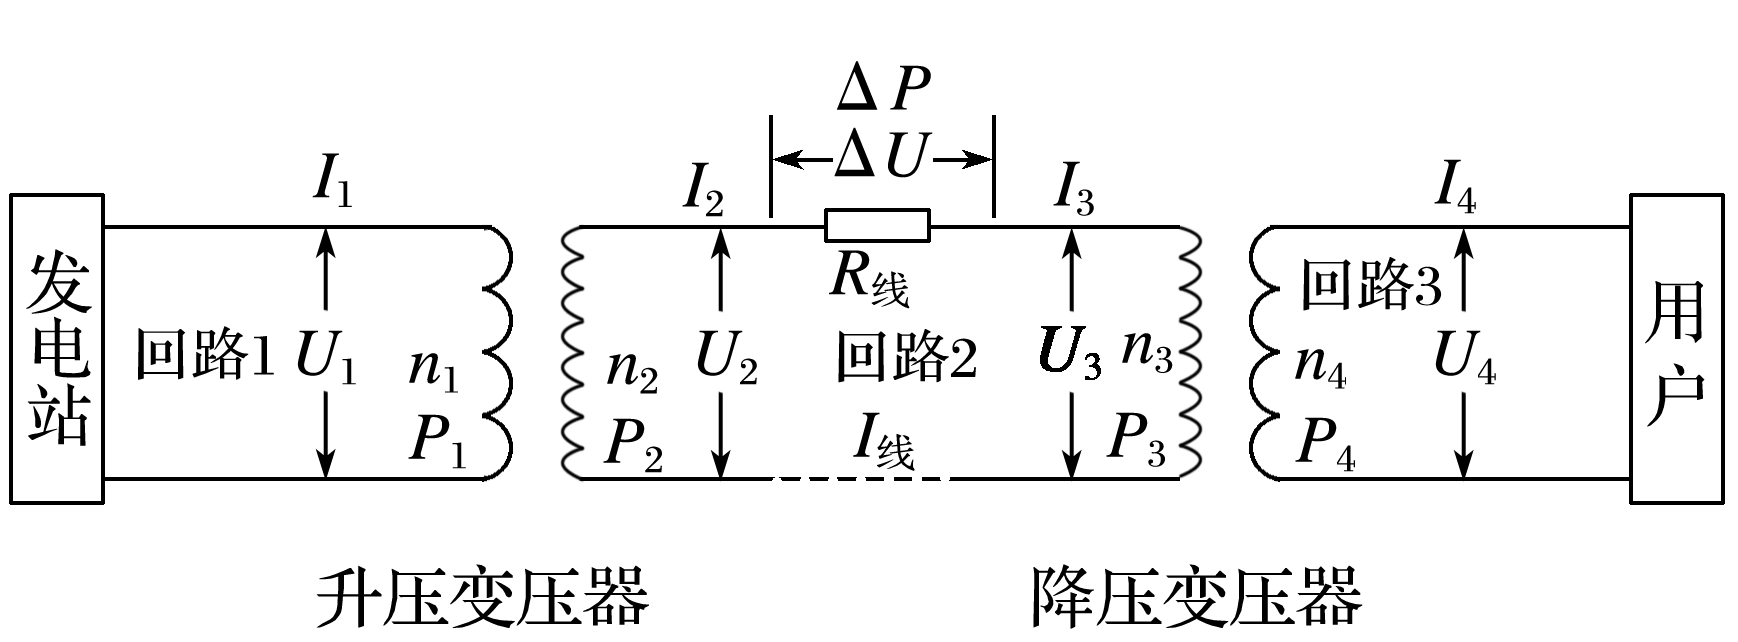 ΔP
ΔU
I₁
I₂
I₃
I₄
发电站
回路1
U₁
n₁
P₁
n₂
P₂
U₂
R线
回路2
I线
U₃
n₃
P₃
回路3
n₄
P₄
U₄
用户
升压变压器
降压变压器